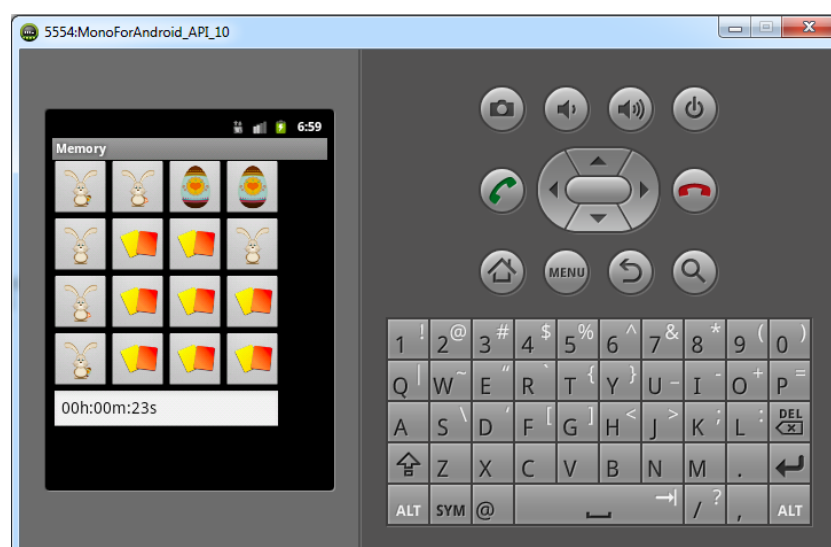 5554:MonoForAndroid_API_10
6:59
Memory
00h:00m:23s
MENU
1 ! 2 @ 3 # 4 $ 5 % 6 ^ 7 & 8 * 9 ( 0 )
Q | W ~ E " R ` T { Y } U - I - O + P =
A S \ D ' F [ G ] H < J > K ; L : DEL
Z X C V B N M .
ALT SYM @ / ? , ALT